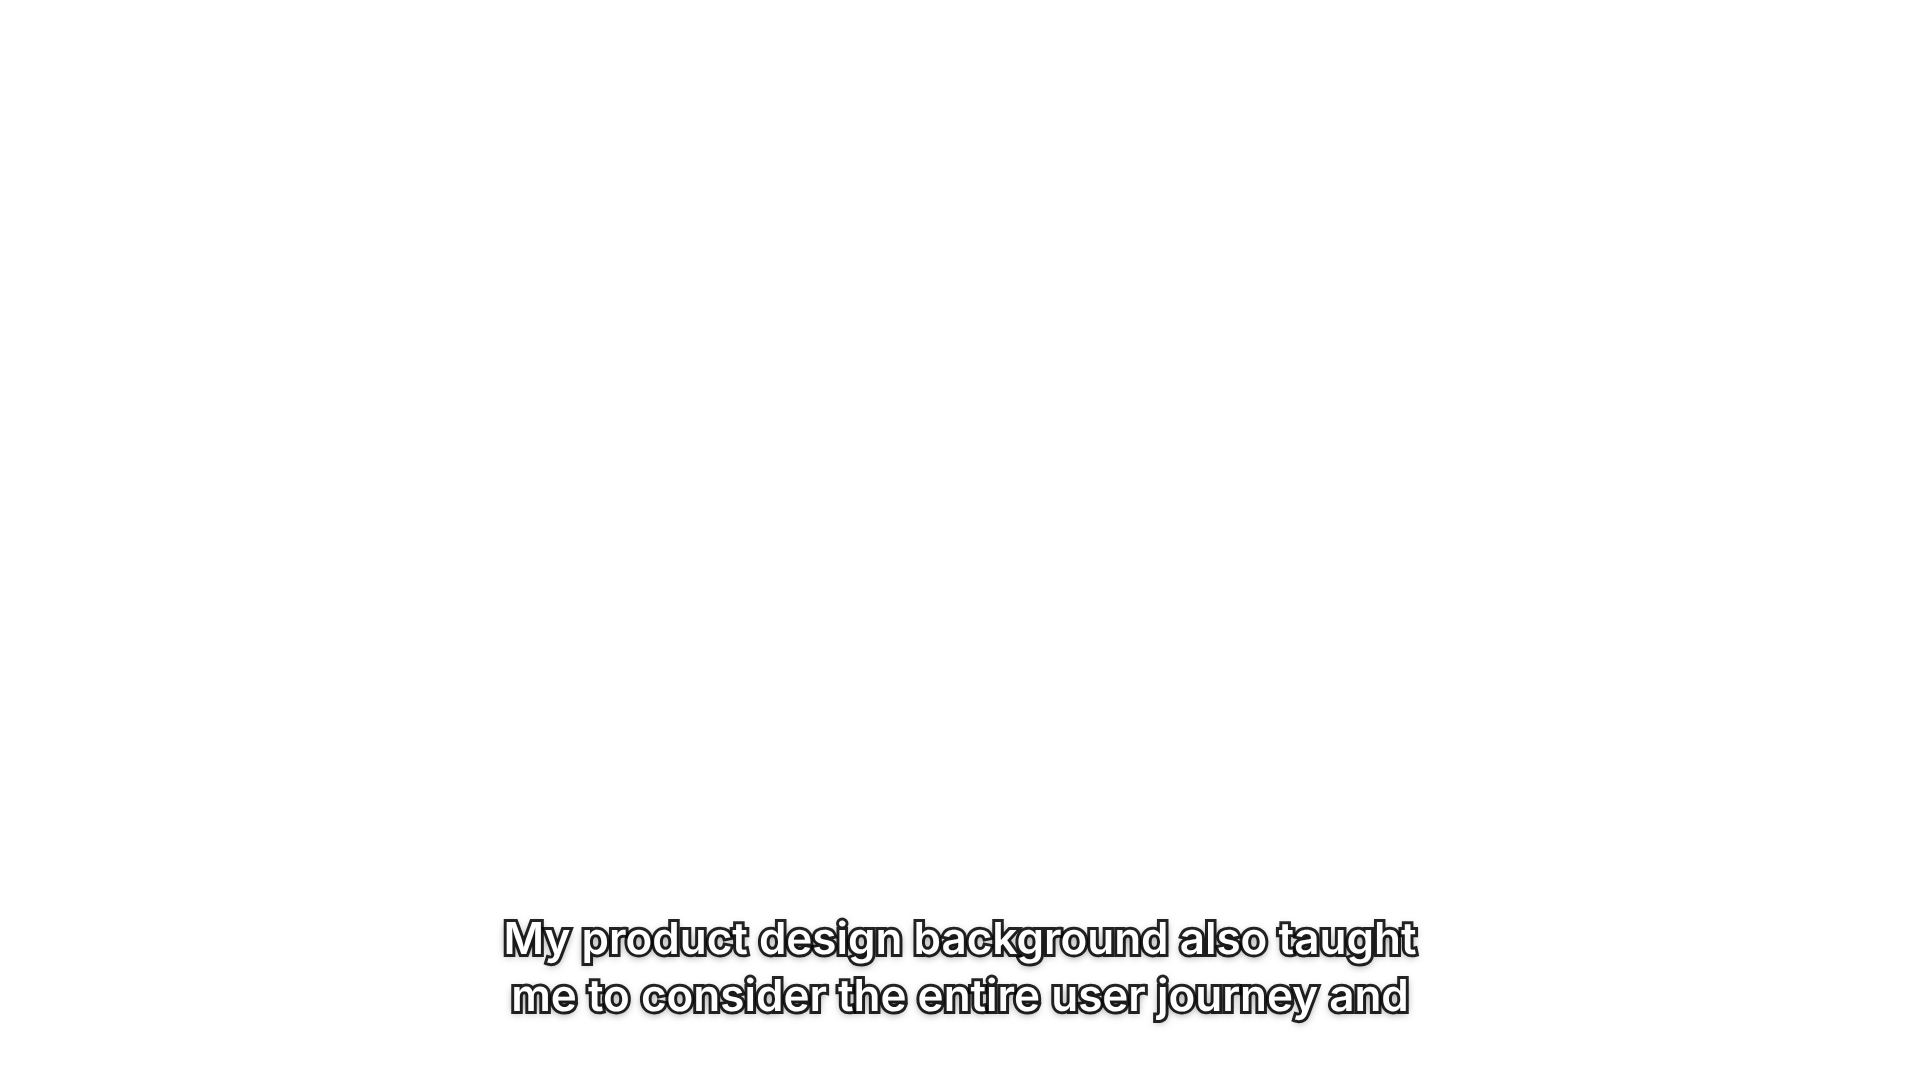 My product design background also taught
me to consider the entire user journey and